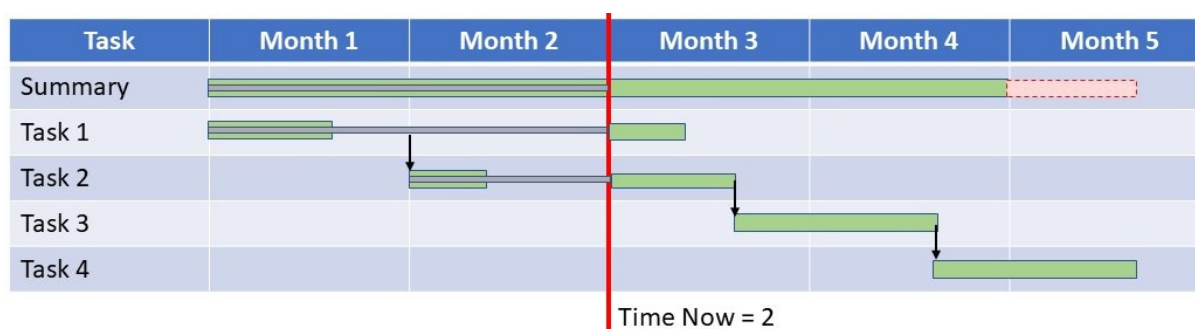 Task Month 1 Month 2 Month 3 Month 4 Month 5
Summary
Task 1
Task 2
Task 3
Task 4
Time Now = 2